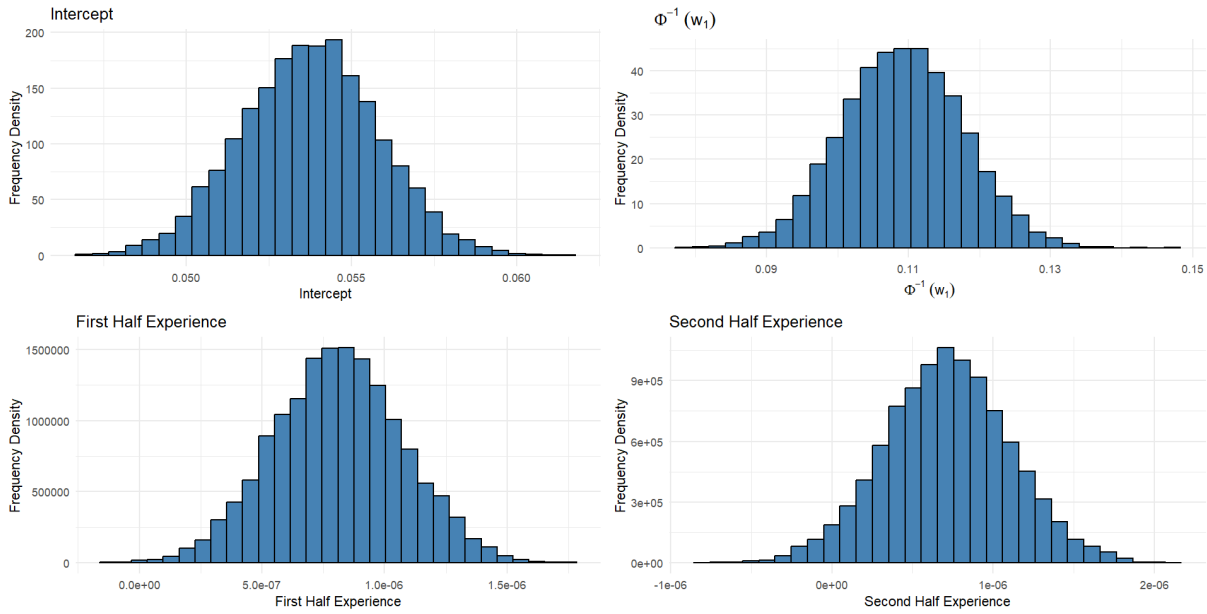 Intercept
200
150
100
50
0
Frequency Density
0.050 0.055 0.060
Intercept
Φ⁻¹ (w₁)
40
30
20
10
0
Frequency Density
0.09 0.11 0.13 0.15
Φ⁻¹ (w₁)
First Half Experience
1500000
1000000
500000
0
Frequency Density
0.0e+00 5.0e-07 1.0e-06 1.5e-06
First Half Experience
Second Half Experience
9e+05
6e+05
3e+05
0e+00
Frequency Density
-1e-06 0e+00 1e-06 2e-06
Second Half Experience